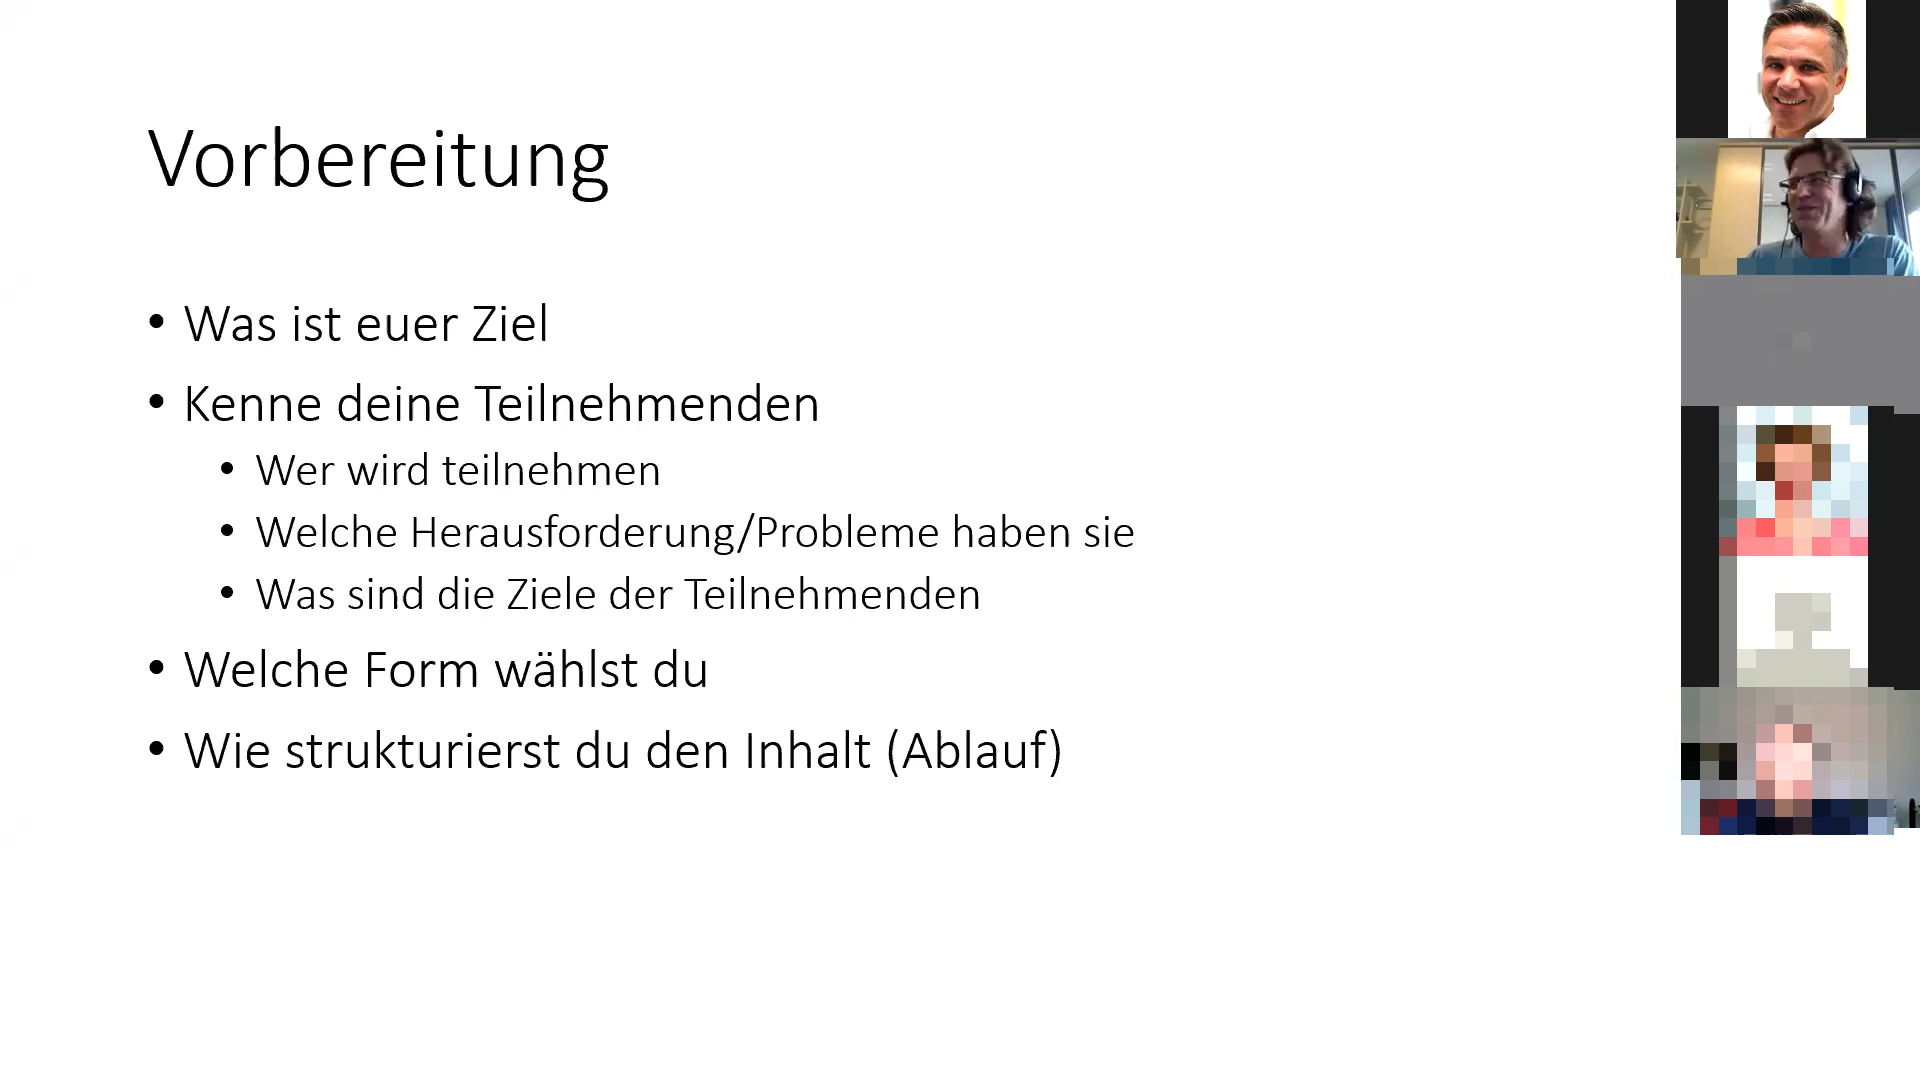 Vorbereitung
• Was ist euer Ziel
• Kenne deine Teilnehmenden
• Wer wird teilnehmen
• Welche Herausforderung/Probleme haben sie
• Was sind die Ziele der Teilnehmenden
• Welche Form wählst du
• Wie strukturierst du den Inhalt (Ablauf)